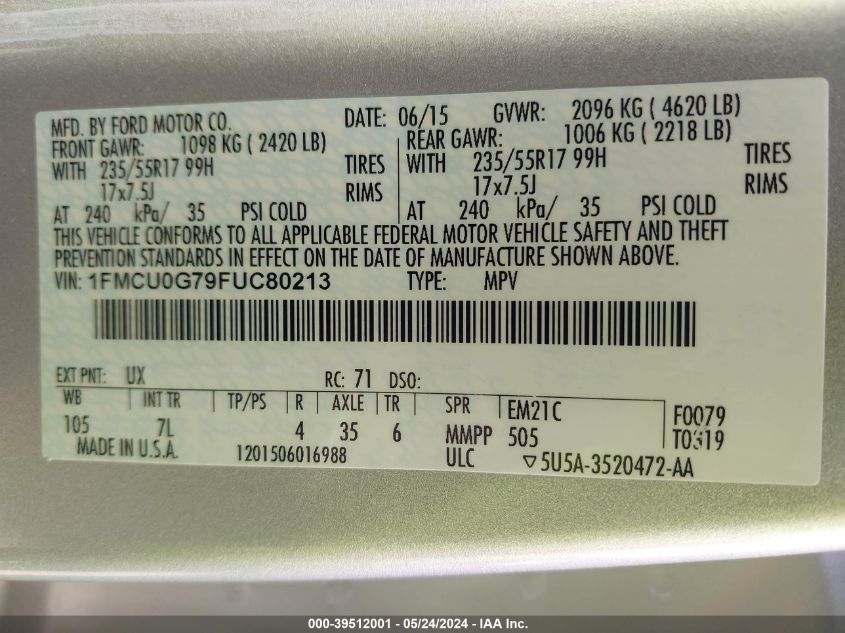 MFD. BY FORD MOTOR CO. DATE: 06/15 GVWR: 2096 KG ( 4620 LB)
FRONT GAWR: 1098 KG ( 2420 LB) REAR GAWR: 1006 KG ( 2218 LB)
WITH 235/55R17 99H TIRES WITH 235/55R17 99H TIRES
17x7.5J RIMS 17x7.5J RIMS
AT 240 kPa/ 35 PSI COLD AT 240 kPa/ 35 PSI COLD
THIS VEHICLE CONFORMS TO ALL APPLICABLE FEDERAL MOTOR VEHICLE SAFETY AND THEFT
PREVENTION STANDARDS IN EFFECT ON THE DATE OF MANUFACTURE SHOWN ABOVE.
VIN: 1FMCU0G79FUC80213 TYPE: MPV
EXT PNT: UX RC: 71 DSO:
WB INT TR TP/PS R AXLE TR SPR EM21C F0079
105 7L 4 35 6 MMPP 505 T0319
MADE IN U.S.A. 1201506016988 ULC ▽5U5A-3520472-AA
000-39512001 - 05/24/2024 - IAA Inc.